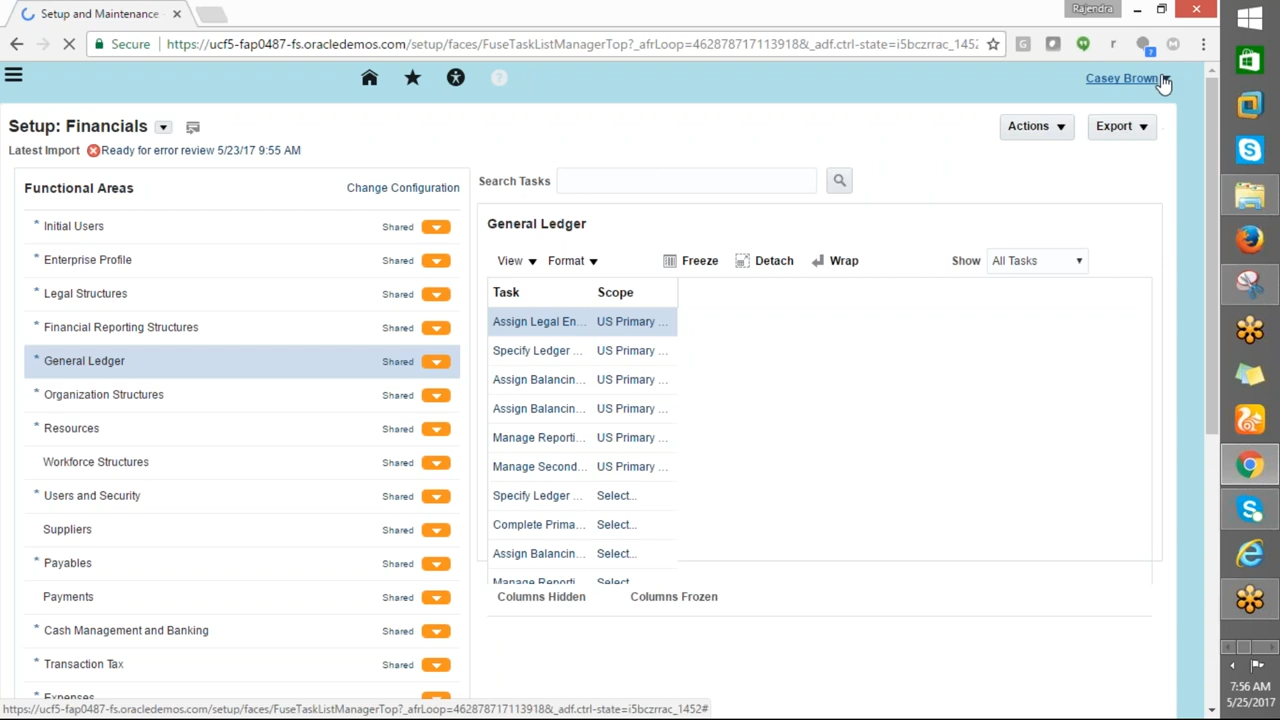 Setup and Maintenance
Rajendra
Secure https://ucf5-fap0487-fs.oracledemos.com/setup/faces/FuseTaskListManagerTop?_afrLoop=462878717113918&_adf.ctrl-state=i5bczrrac_1452
Casey Brown
Setup: Financials
Actions Export
Latest Import Ready for error review 5/23/17 9:55 AM
Functional Areas Change Configuration
Search Tasks
* Initial Users Shared
* Enterprise Profile Shared
* Legal Structures Shared
* Financial Reporting Structures Shared
* General Ledger Shared
* Organization Structures Shared
* Resources Shared
Workforce Structures Shared
* Users and Security Shared
Suppliers Shared
* Payables Shared
Payments Shared
* Cash Management and Banking Shared
* Transaction Tax Shared
Expenses
General Ledger
View Format Freeze Detach Wrap Show All Tasks
Task Scope
Assign Legal En... US Primary ...
Specify Ledger ... US Primary ...
Assign Balancin... US Primary ...
Assign Balancin... US Primary ...
Manage Reporti... US Primary ...
Manage Second... US Primary ...
Specify Ledger ... Select...
Complete Prima... Select...
Assign Balancin... Select...
Manage Reporti... Select
Columns Hidden Columns Frozen
https://ucf5-fap0487-fs.oracledemos.com/setup/faces/FuseTaskListManagerTop?_afrLoop=462878717113918&_adf.ctrl-state=i5bczrrac_1452#
7:56 AM
5/25/2017